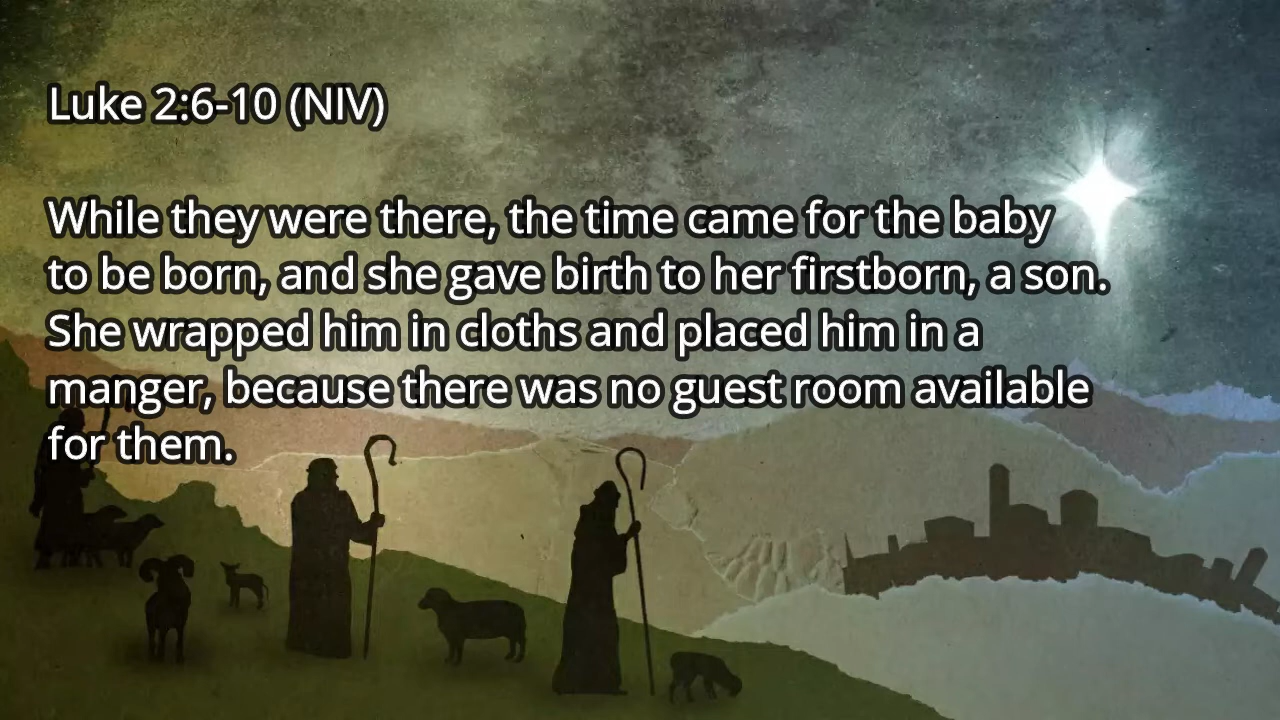 Luke 2:6-10 (NIV)
While they were there, the time came for the baby
to be born, and she gave birth to her firstborn, a son.
She wrapped him in cloths and placed him in a
manger, because there was no guest room available
for them.